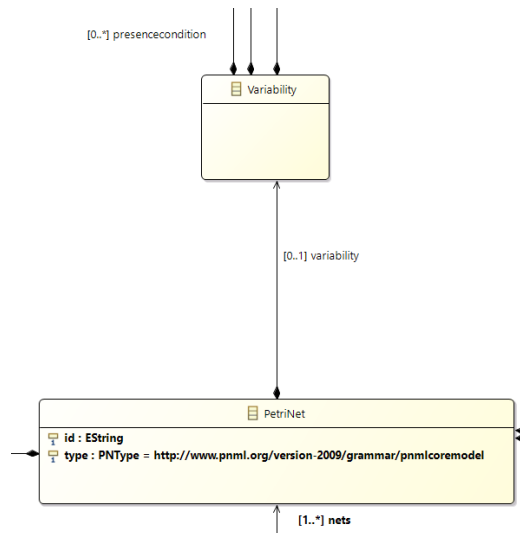 [0..*] presencecondition
Variability
[0..1] variability
PetriNet
id : EString
type : PNType = http://www.pnml.org/version-2009/grammar/pnmlcoremodel
[1..*] nets